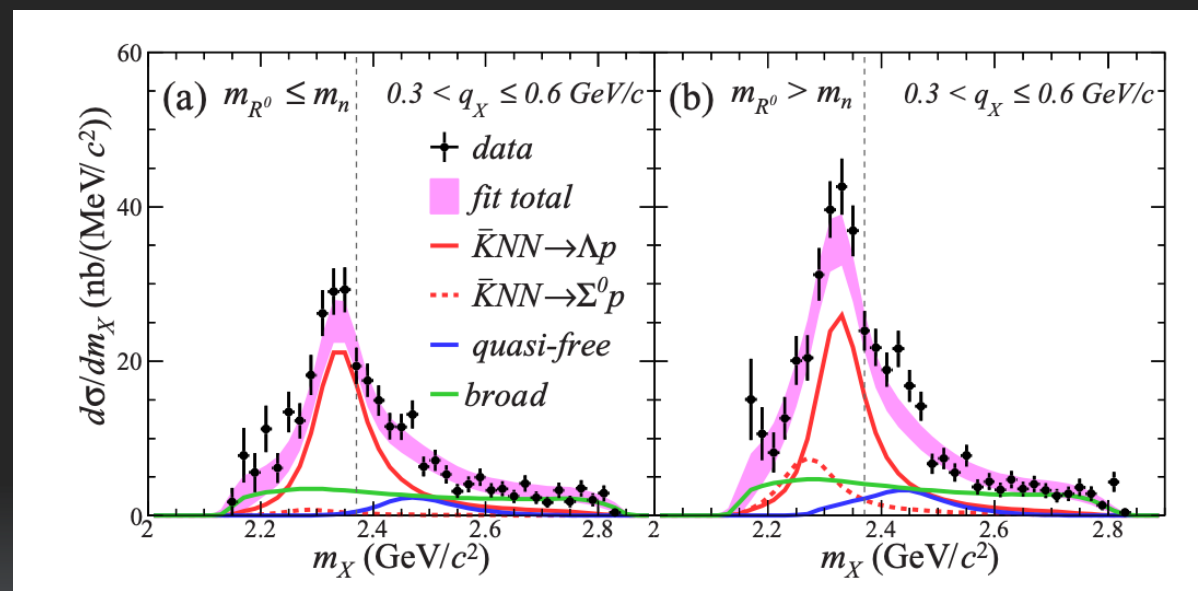 60
40
20
0
dσ/dm_X (nb/(MeV/c²))
(a) m_R⁰ ≤ m_n 0.3 < q_X ≤ 0.6 GeV/c
data
fit total
K̄NN→Λp
K̄NN→Σ⁰p
quasi-free
broad
2 2.2 2.4 2.6 2.8
m_X (GeV/c²)
(b) m_R⁰ > m_n 0.3 < q_X ≤ 0.6 GeV/c
2 2.2 2.4 2.6 2.8
m_X (GeV/c²)